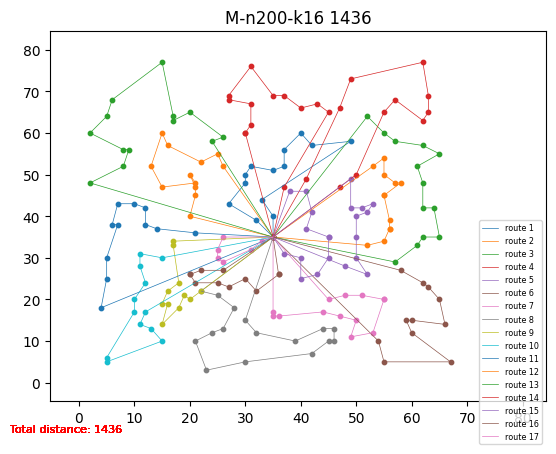 M-n200-k16 1436
80
70
60
50
40
30
20
10
0
0 10 20 30 40 50 60 70 80
route 1
route 2
route 3
route 4
route 5
route 6
route 7
route 8
route 9
route 10
route 11
route 12
route 13
route 14
route 15
route 16
route 17
Total distance: 1436